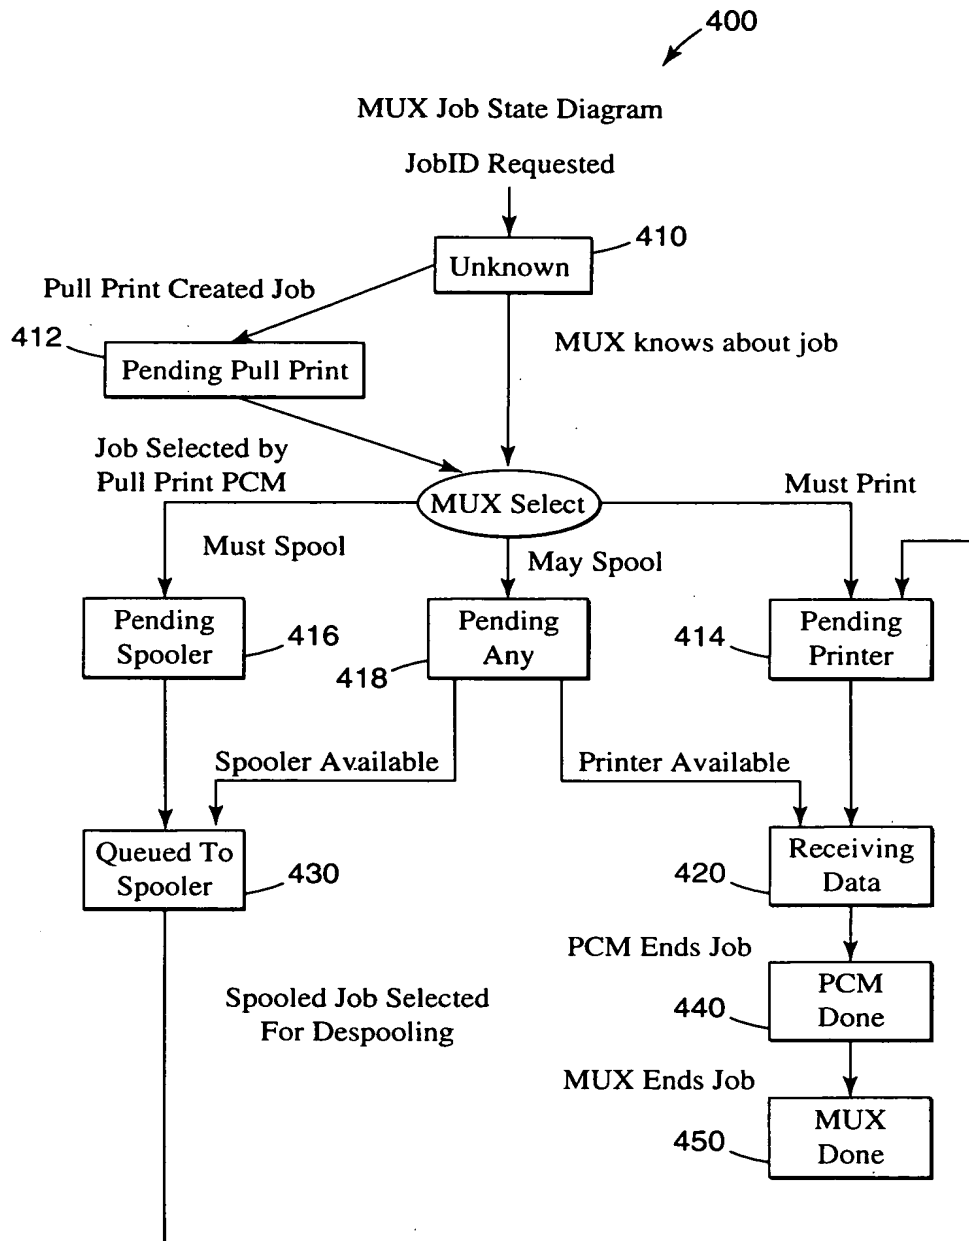 400
MUX Job State Diagram
JobID Requested
410
Unknown
Pull Print Created Job
412
MUX knows about job
Pending Pull Print
Job Selected by
Pull Print PCM
MUX Select
Must Print
Must Spool
May Spool
Pending
Spooler
416
Pending
Any
418
414
Pending
Printer
Spooler Available
Printer Available
Queued To
Spooler
430
420
Receiving
Data
PCM Ends Job
Spooled Job Selected
For Despooling
440
PCM
Done
MUX Ends Job
450
MUX
Done